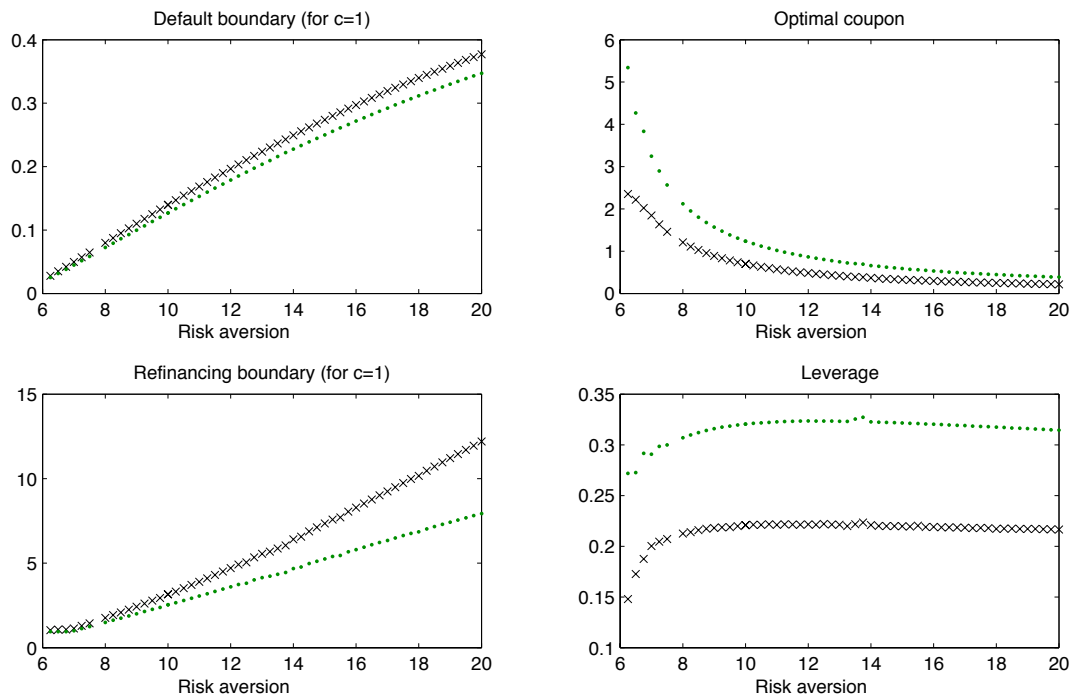 Default boundary (for c=1)
0.4
0.3
0.2
0.1
0
6 8 10 12 14 16 18 20
Risk aversion
Optimal coupon
6
5
4
3
2
1
0
6 8 10 12 14 16 18 20
Risk aversion
Refinancing boundary (for c=1)
15
10
5
0
6 8 10 12 14 16 18 20
Risk aversion
Leverage
0.35
0.3
0.25
0.2
0.15
0.1
6 8 10 12 14 16 18 20
Risk aversion